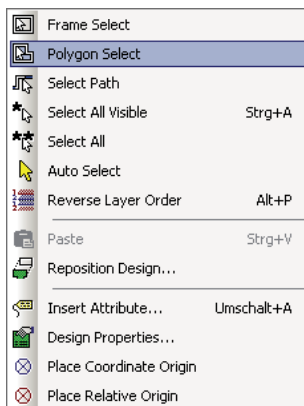 Frame Select
Polygon Select
Select Path
Select All Visible Strg+A
Select All
Auto Select
Reverse Layer Order Alt+P
Paste Strg+V
Reposition Design...
Insert Attribute... Umschalt+A
Design Properties...
Place Coordinate Origin
Place Relative Origin